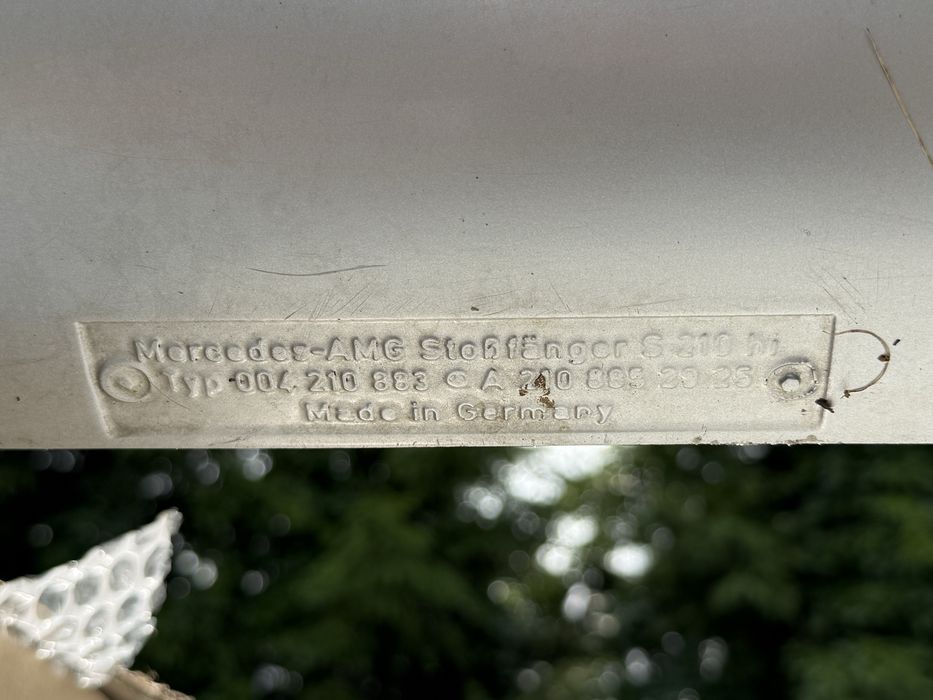 Mercedes-AMG Stoßfänger S 210 hi
Typ 004 210 883 A 210 885 29 25
Made in Germany